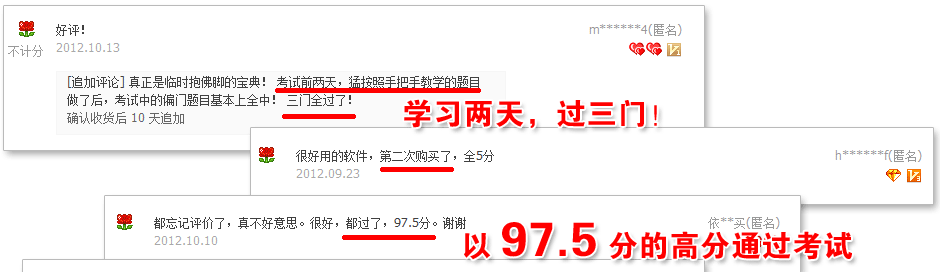 好评！
m******4(匿名)
不计分
2012.10.13
[追加评论] 真正是临时抱佛脚的宝典！ 考试前两天，猛按照手把手教学的题目
做了后，考试中的偏门题目基本上全中！ 三门全过了！
确认收货后 10 天追加
学习两天，过三门！
很好用的软件，第二次购买了，全5分
h******f(匿名)
2012.09.23
都忘记评价了，真不好意思。很好，都过了，97.5分。谢谢
依**买(匿名)
2012.10.10
以 97.5 分的高分通过考试